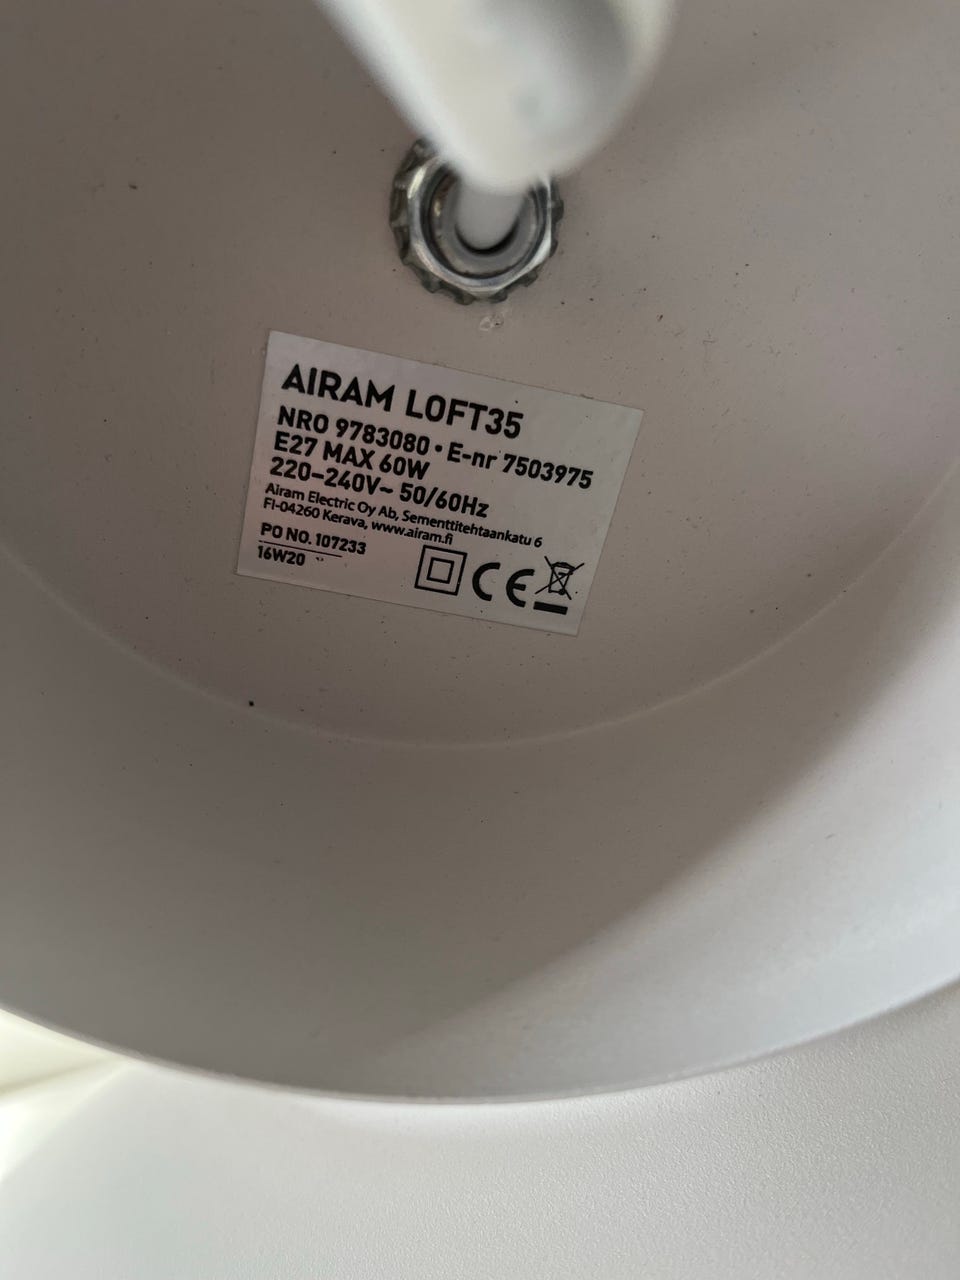 AIRAM LOFT35
NRO 9783080 • E-nr 7503975
E27 MAX 60W
220–240V~ 50/60Hz
Airam Electric Oy Ab, Sementtitehtaankatu 6
FI-04260 Kerava, www.airam.fi
PO NO. 107233
16W20
CE